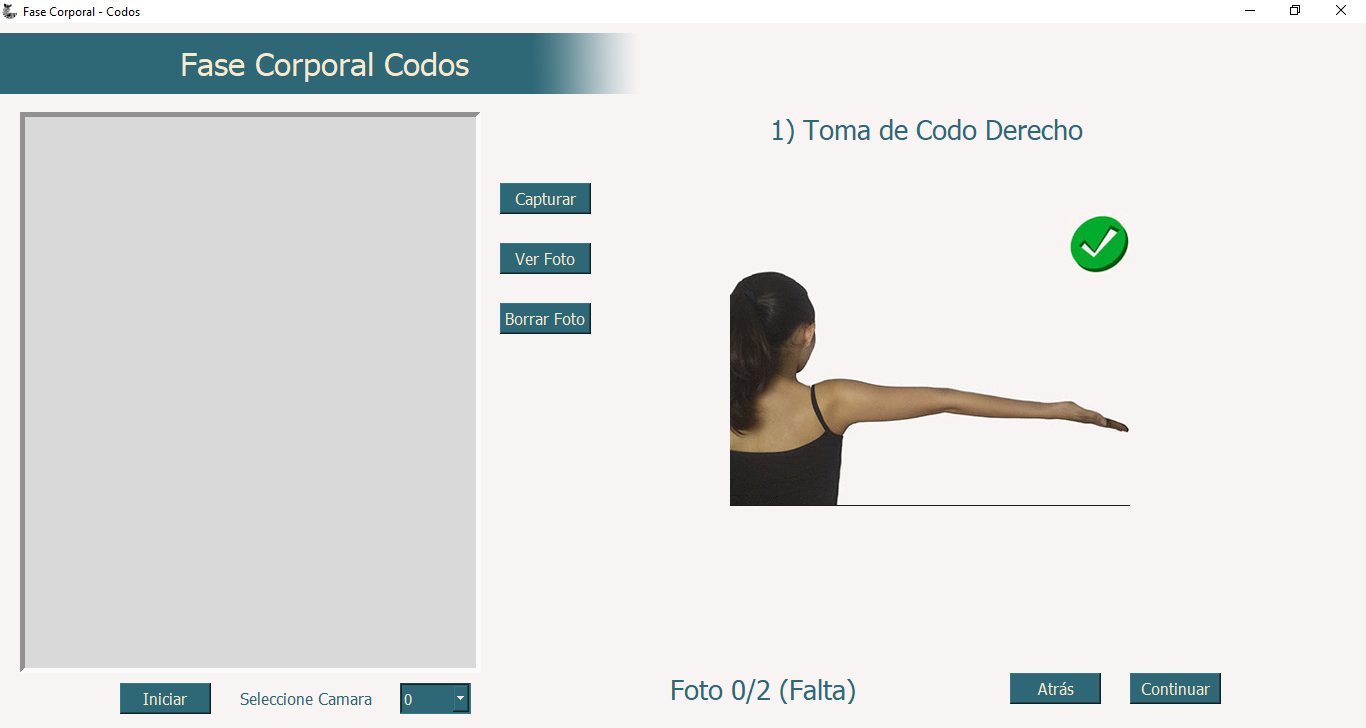 Fase Corporal - Codos
Fase Corporal Codos
1) Toma de Codo Derecho
Capturar
Ver Foto
Borrar Foto
Iniciar
Seleccione Camara
0
Foto 0/2 (Falta)
Atrás
Continuar